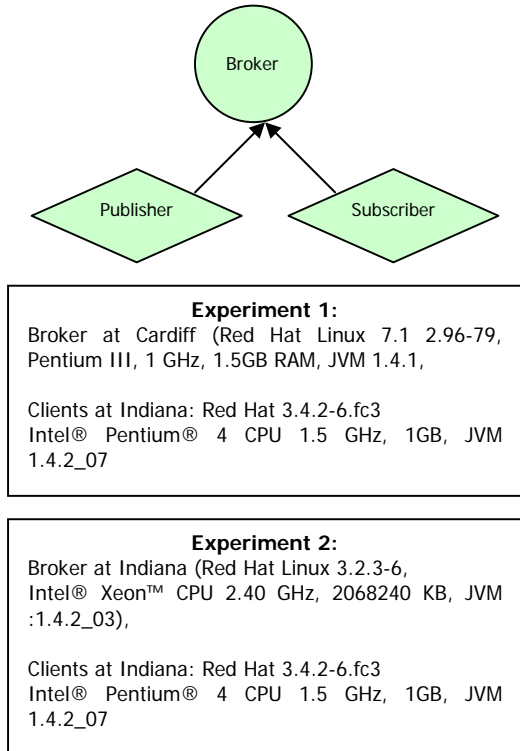 Broker
Publisher
Subscriber
Experiment 1:
Broker at Cardiff (Red Hat Linux 7.1 2.96-79,
Pentium III, 1 GHz, 1.5GB RAM, JVM 1.4.1,
Clients at Indiana: Red Hat 3.4.2-6.fc3
Intel® Pentium® 4 CPU 1.5 GHz, 1GB, JVM
1.4.2_07
Experiment 2:
Broker at Indiana (Red Hat Linux 3.2.3-6,
Intel® Xeon™ CPU 2.40 GHz, 2068240 KB, JVM
:1.4.2_03),
Clients at Indiana: Red Hat 3.4.2-6.fc3
Intel® Pentium® 4 CPU 1.5 GHz, 1GB, JVM
1.4.2_07